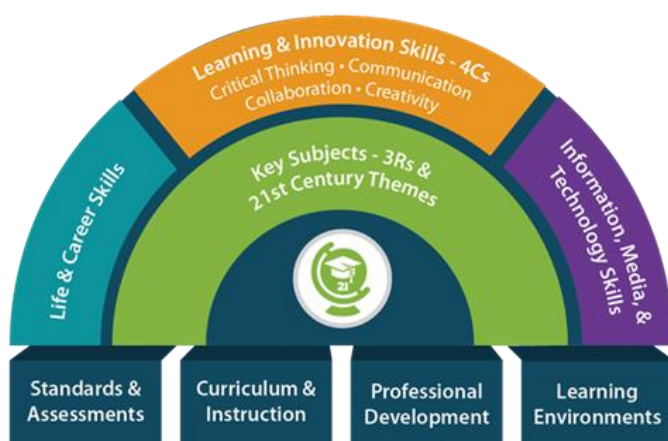 Learning & Innovation Skills - 4Cs
Critical Thinking • Communication
Collaboration • Creativity
Life & Career Skills
Key Subjects - 3Rs &
21st Century Themes
Information, Media, &
Technology Skills
21
Standards &
Assessments
Curriculum &
Instruction
Professional
Development
Learning
Environments